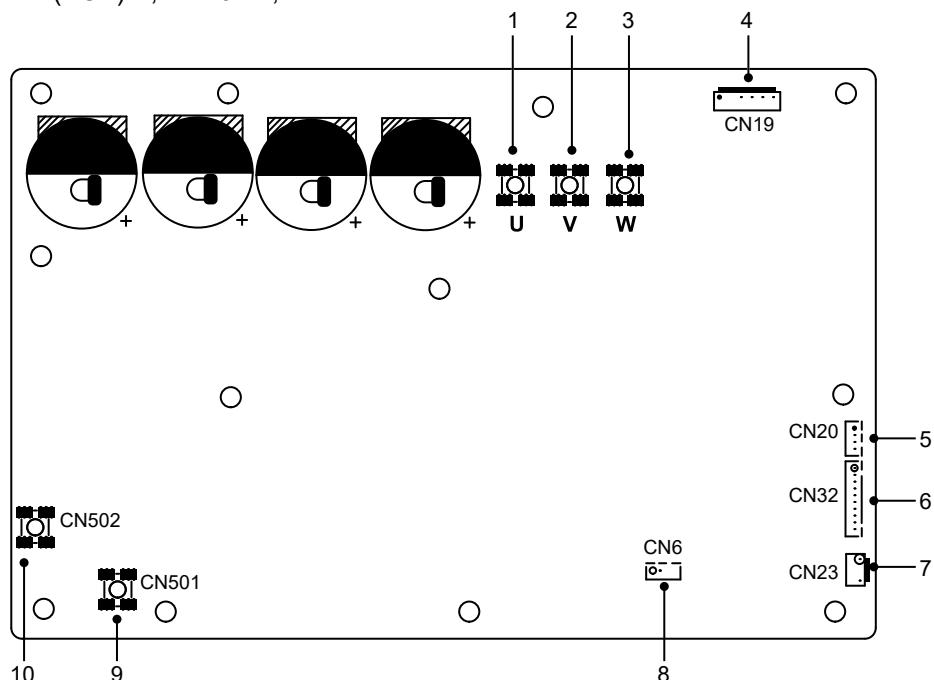 1 2 3 4
CN19
+ + + +
U V W
CN20 5
CN32 6
CN502
CN6
CN23 7
CN501
10 9 8